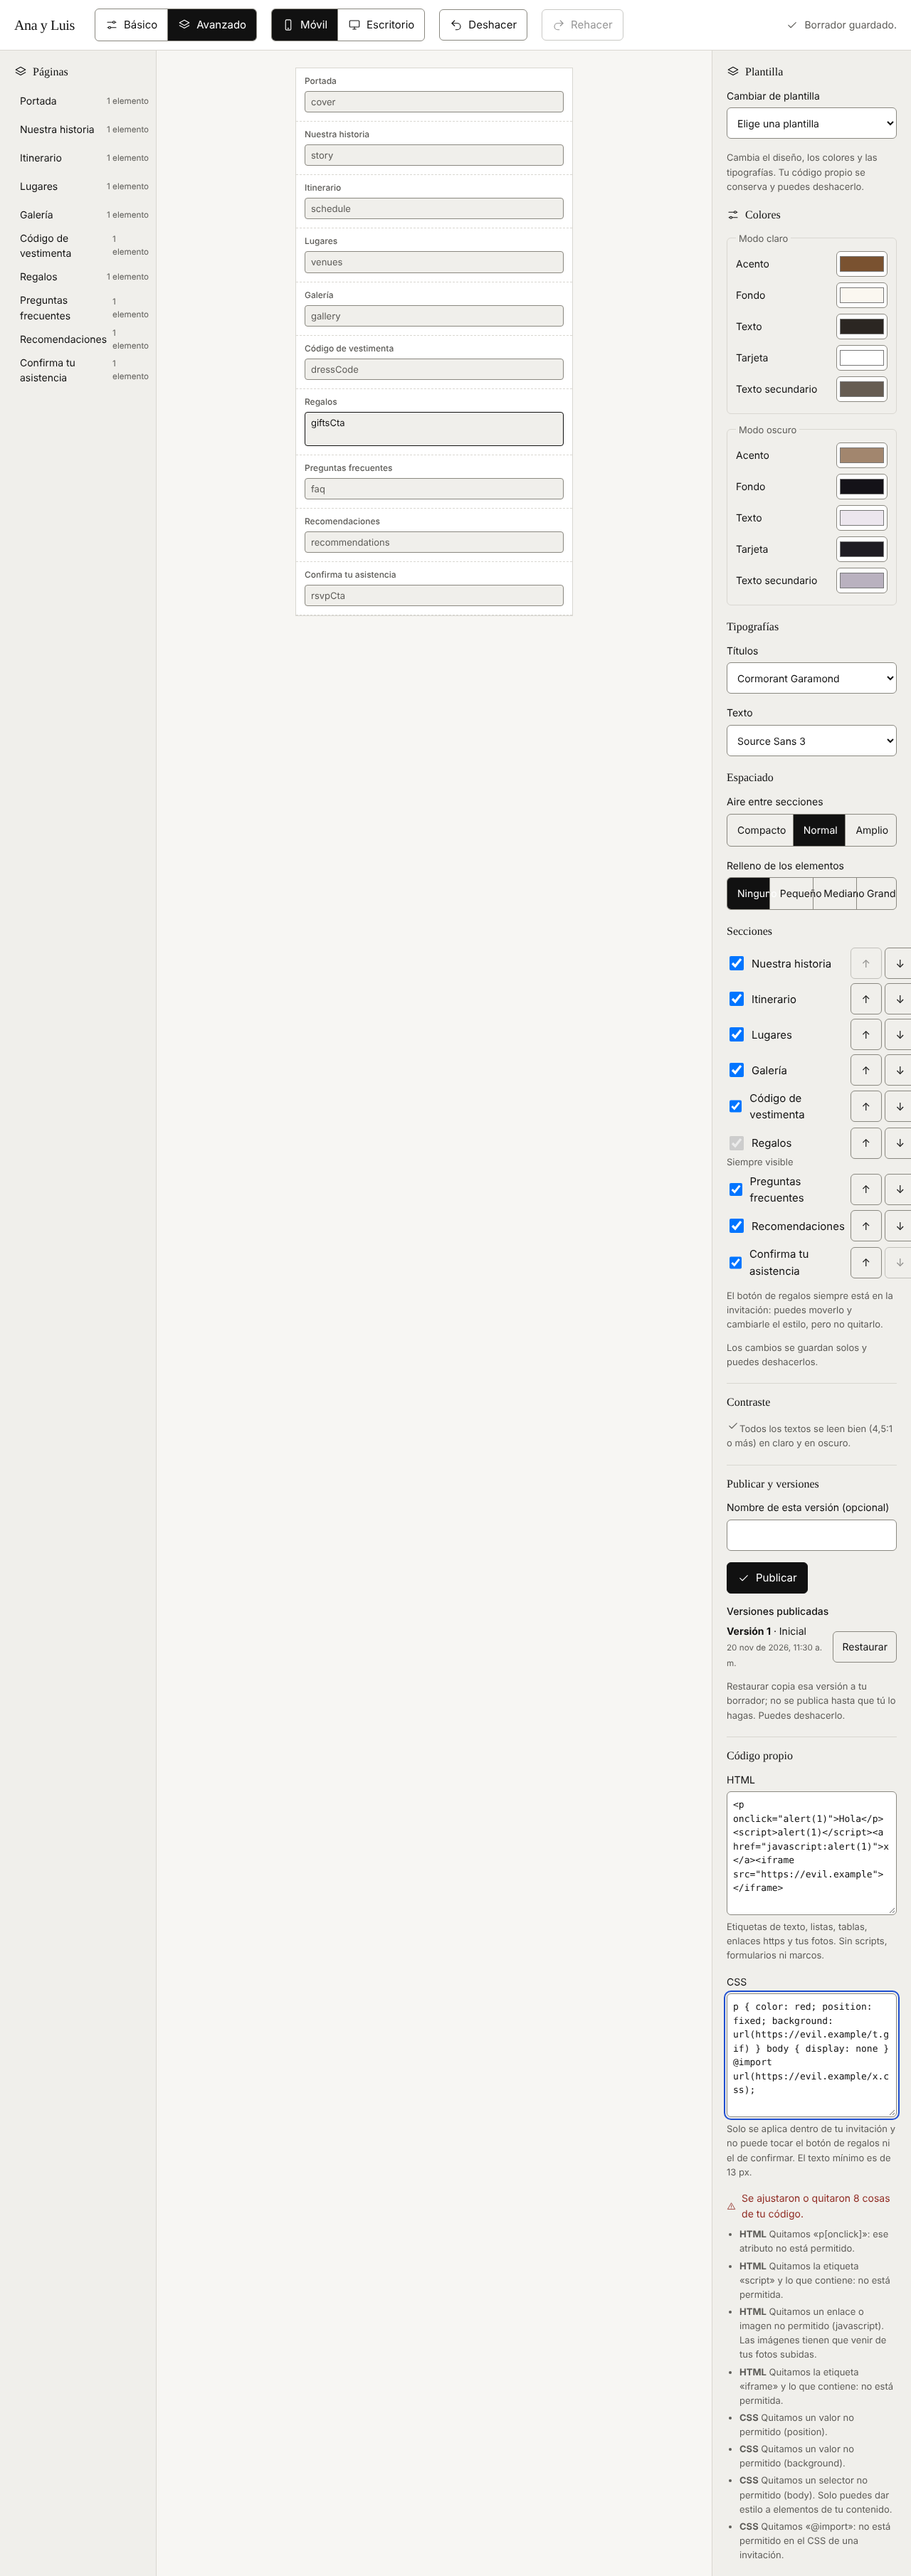 Ana y Luis
Básico
Avanzado
Móvil
Escritorio
Deshacer
Rehacer
Borrador guardado.
Páginas
Portada
1 elemento
Nuestra historia
1 elemento
Itinerario
1 elemento
Lugares
1 elemento
Galería
1 elemento
Código de
vestimenta
1
elemento
Regalos
1 elemento
Preguntas
frecuentes
1
elemento
Recomendaciones
1
elemento
Confirma tu
asistencia
1
elemento
Portada
cover
Nuestra historia
story
Itinerario
schedule
Lugares
venues
Galería
gallery
Código de vestimenta
dressCode
Regalos
giftsCta
Preguntas frecuentes
faq
Recomendaciones
recommendations
Confirma tu asistencia
rsvpCta
Plantilla
Cambiar de plantilla
Elige una plantilla
Cambia el diseño, los colores y las
tipografías. Tu código propio se
conserva y puedes deshacerlo.
Colores
Modo claro
Acento
Fondo
Texto
Tarjeta
Texto secundario
Modo oscuro
Acento
Fondo
Texto
Tarjeta
Texto secundario
Tipografías
Títulos
Cormorant Garamond
Texto
Source Sans 3
Espaciado
Aire entre secciones
Compacto
Normal
Amplio
Relleno de los elementos
Ningun
Pequeño
Mediano
Grand
Secciones
Nuestra historia
Itinerario
Lugares
Galería
Código de
vestimenta
Regalos
Siempre visible
Preguntas
frecuentes
Recomendaciones
Confirma tu
asistencia
El botón de regalos siempre está en la
invitación: puedes moverlo y
cambiarle el estilo, pero no quitarlo.
Los cambios se guardan solos y
puedes deshacerlos.
Contraste
Todos los textos se leen bien (4,5:1
o más) en claro y en oscuro.
Publicar y versiones
Nombre de esta versión (opcional)
Publicar
Versiones publicadas
Versión 1 · Inicial
20 nov de 2026, 11:30 a.
m.
Restaurar
Restaurar copia esa versión a tu
borrador; no se publica hasta que tú lo
hagas. Puedes deshacerlo.
Código propio
HTML
<p
onclick="alert(1)">Hola</p>
<script>alert(1)</script><a
href="javascript:alert(1)">x
</a><iframe
src="https://evil.example">
</iframe>
Etiquetas de texto, listas, tablas,
enlaces https y tus fotos. Sin scripts,
formularios ni marcos.
CSS
p { color: red; position:
fixed; background:
url(https://evil.example/t.g
if) } body { display: none }
@import
url(https://evil.example/x.c
ss);
Solo se aplica dentro de tu invitación y
no puede tocar el botón de regalos ni
el de confirmar. El texto mínimo es de
13 px.
Se ajustaron o quitaron 8 cosas
de tu código.
• HTML Quitamos «p[onclick]»: ese
atributo no está permitido.
• HTML Quitamos la etiqueta
«script» y lo que contiene: no está
permitida.
• HTML Quitamos un enlace o
imagen no permitido (javascript).
Las imágenes tienen que venir de
tus fotos subidas.
• HTML Quitamos la etiqueta
«iframe» y lo que contiene: no está
permitida.
• CSS Quitamos un valor no
permitido (position).
• CSS Quitamos un valor no
permitido (background).
• CSS Quitamos un selector no
permitido (body). Solo puedes dar
estilo a elementos de tu contenido.
• CSS Quitamos «@import»: no está
permitido en el CSS de una
invitación.